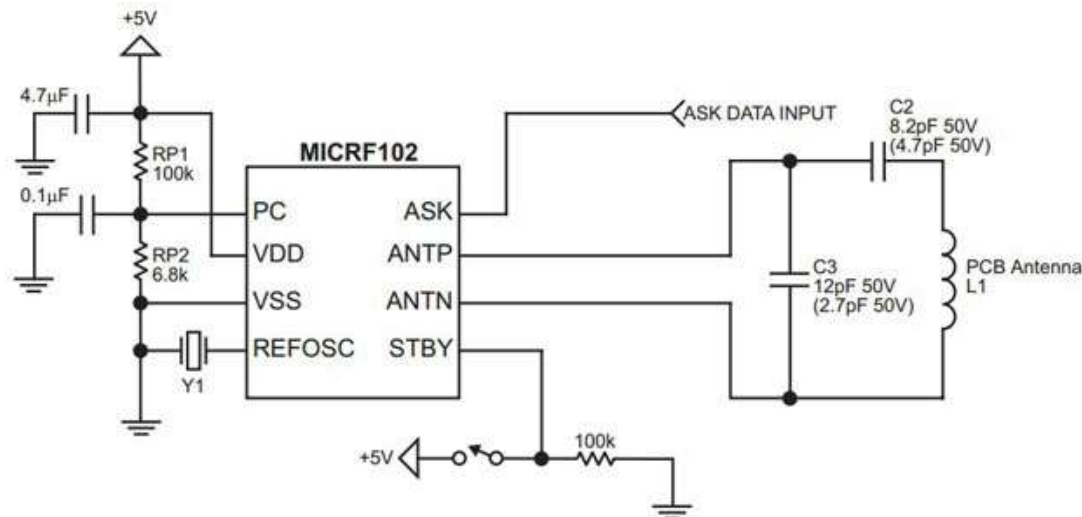 +5V
4.7μF
RP1
100k
0.1μF
RP2
6.8k
Y1
MICRF102
PC
VDD
VSS
REFOSC
ASK
ANTP
ANTN
STBY
ASK DATA INPUT
C2
8.2pF 50V
(4.7pF 50V)
C3
12pF 50V
(2.7pF 50V)
PCB Antenna
L1
+5V
100k